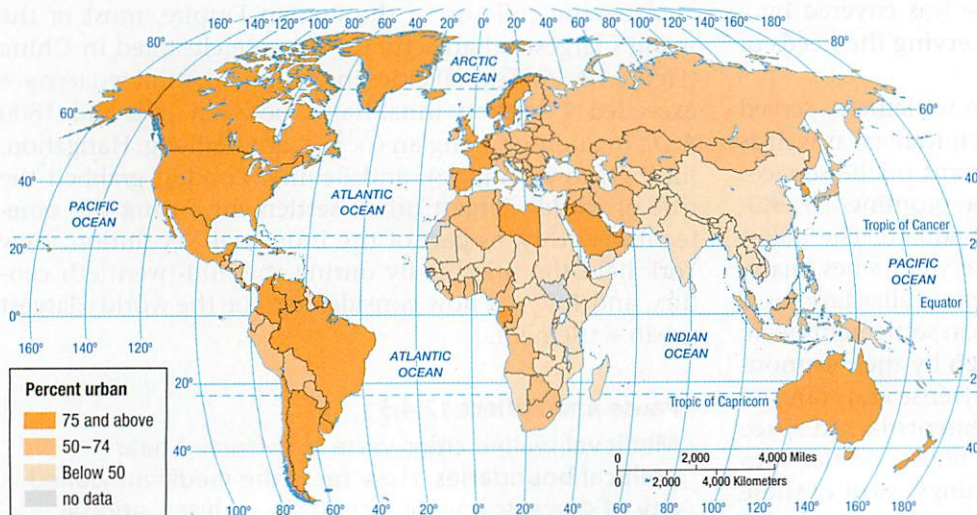 160° 140° 120° 100° 80° 60° 40° 20° 0° 20° 40° 60° 80° 100° 120° 140° 160° 180°
80° 80°
ARCTIC
OCEAN
60° 60°
40° 40°
PACIFIC
OCEAN
ATLANTIC
OCEAN
Tropic of Cancer
20° 20°
PACIFIC
OCEAN
Equator
0° 0°
160° 140° 160°
INDIAN
OCEAN
ATLANTIC
OCEAN
20° 20°
Tropic of Capricorn
Percent urban
75 and above
50–74
Below 50
no data
40° 40°
0 2,000 4,000 Miles
0 2,000 4,000 Kilometers
100° 80° 60° 40° 20° 0° 20° 40° 60° 80° 100° 120° 140° 160° 180°